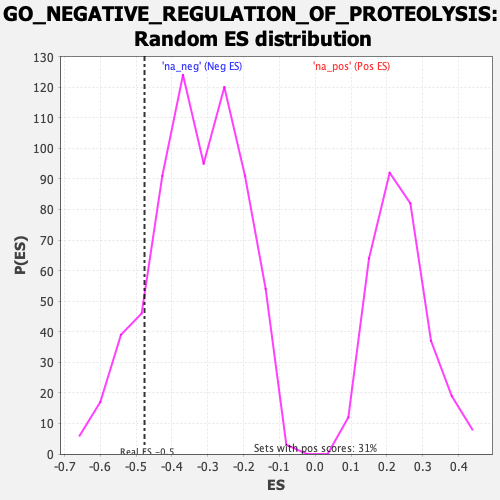 GO_NEGATIVE_REGULATION_OF_PROTEOLYSIS:
Random ES distribution
'na_neg' (Neg ES)
'na_pos' (Pos ES)
130
120
110
100
90
80
70
60
50
40
30
20
10
0
P(ES)
Real ES -0.5
Sets with pos scores: 31%
-0.7 -0.6 -0.5 -0.4 -0.3 -0.2 -0.1 0.0 0.1 0.2 0.3 0.4
ES